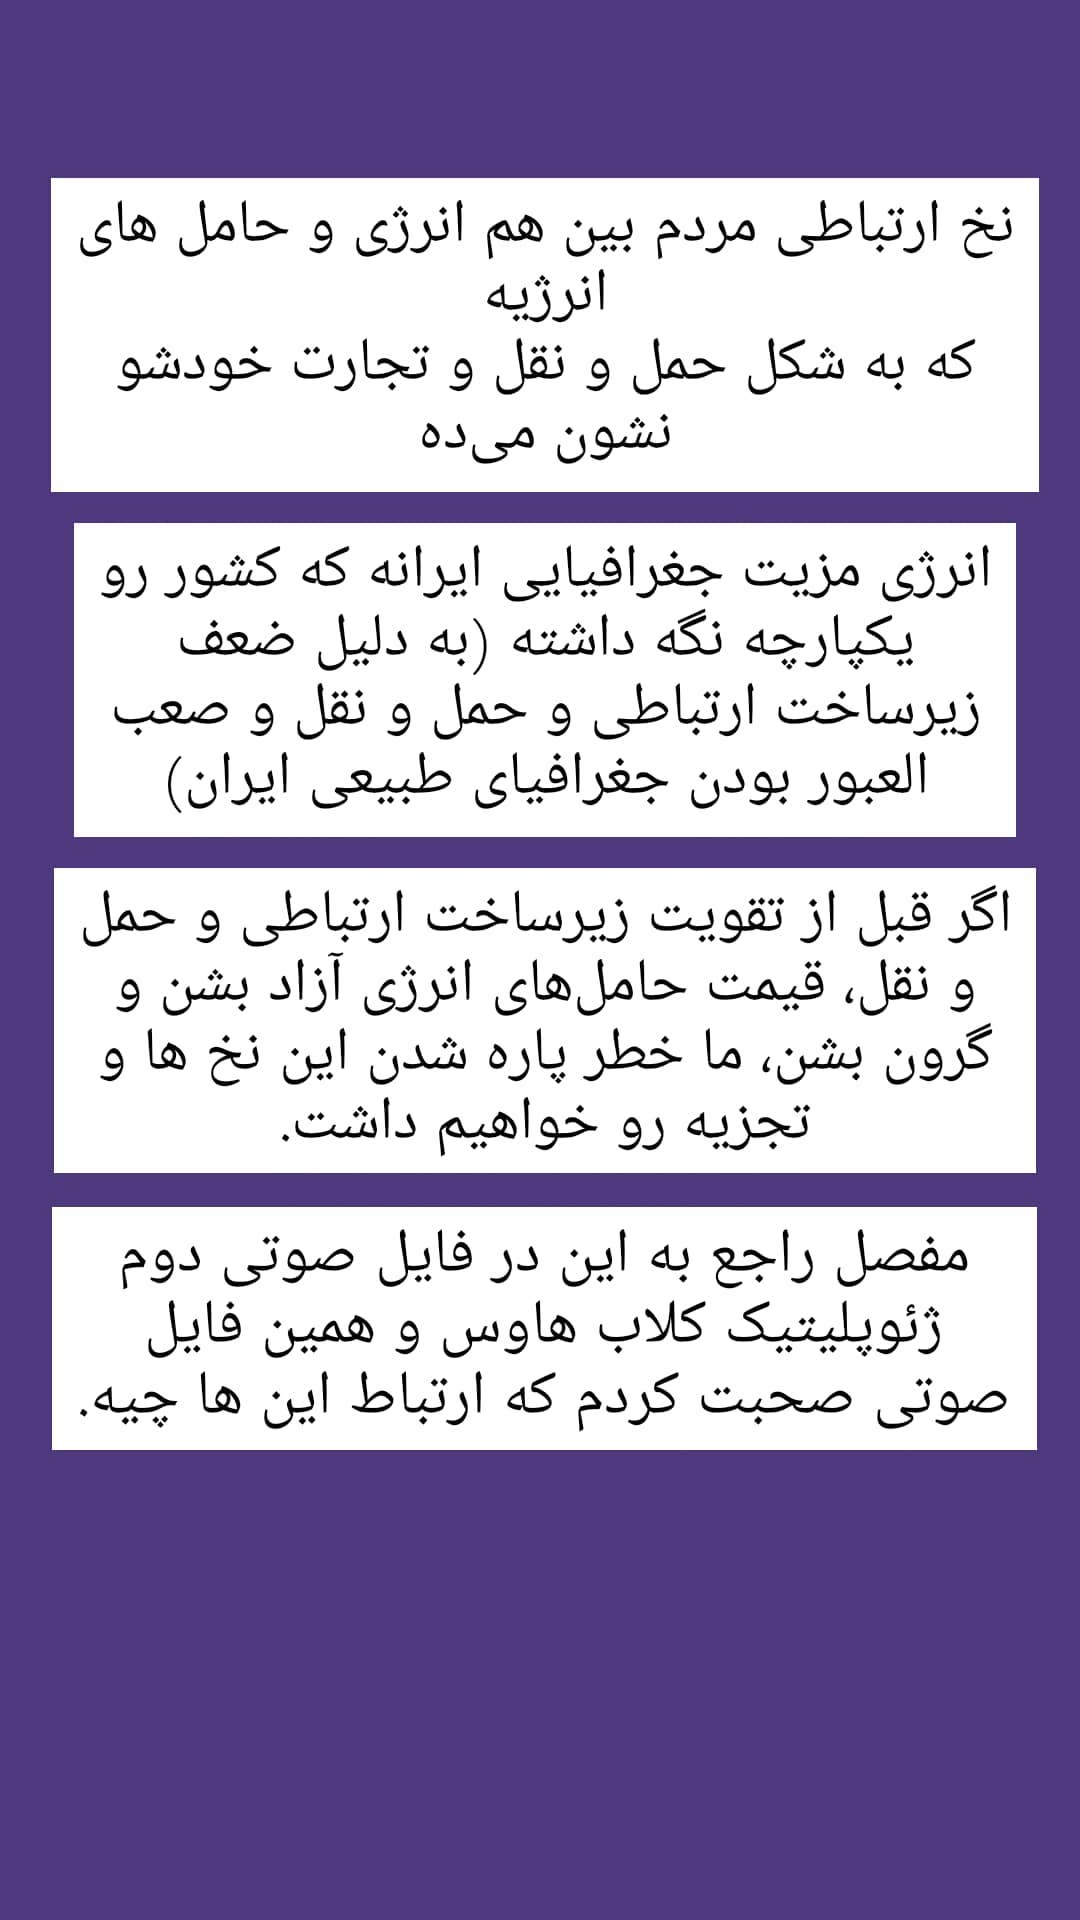 نخ ارتباطی مردم بین هم انرژی و حامل های
انرژیه
که به شکل حمل و نقل و تجارت خودشو
نشون می‌ده
انرژی مزیت جغرافیایی ایرانه که کشور رو
یکپارچه نگه داشته (به دلیل ضعف
زیرساخت ارتباطی و حمل و نقل و صعب
العبور بودن جغرافیای طبیعی ایران)
اگر قبل از تقویت زیرساخت ارتباطی و حمل
و نقل، قیمت حامل‌های انرژی آزاد بشن و
گرون بشن، ما خطر پاره شدن این نخ ها و
تجزیه رو خواهیم داشت.
مفصل راجع به این در فایل صوتی دوم
ژئوپلیتیک کلاب هاوس و همین فایل
صوتی صحبت کردم که ارتباط این ها چیه.